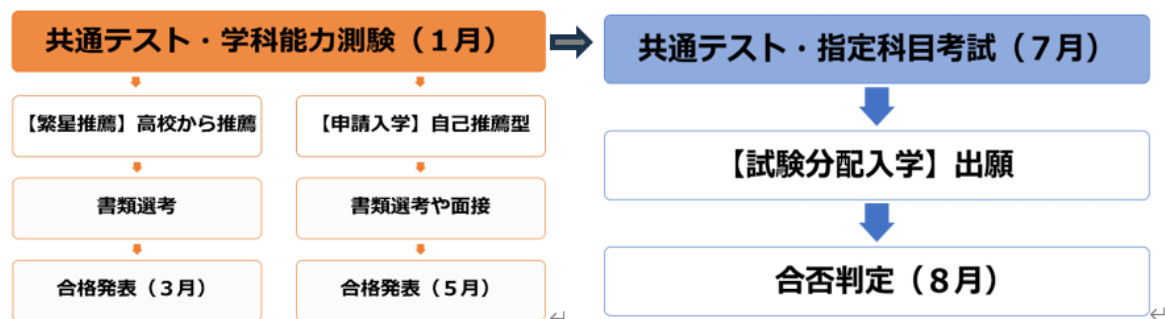 共通テスト・学科能力測験（１月）
【繁星推薦】高校から推薦
書類選考
合格発表（３月）
【申請入学】自己推薦型
書類選考や面接
合格発表（５月）
共通テスト・指定科目考試（７月）
【試験分配入学】出願
合否判定（８月）